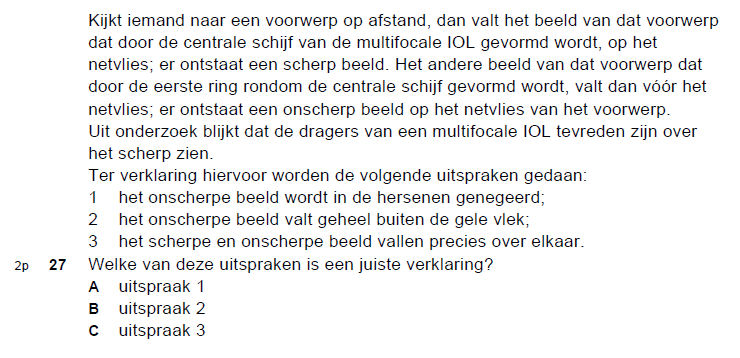 Kijkt iemand naar een voorwerp op afstand, dan valt het beeld van dat voorwerp
dat door de centrale schijf van de multifocale IOL gevormd wordt, op het
netvlies; er ontstaat een scherp beeld. Het andere beeld van dat voorwerp dat
door de eerste ring rondom de centrale schijf gevormd wordt, valt dan vóór het
netvlies; er ontstaat een onscherp beeld op het netvlies van het voorwerp.
Uit onderzoek blijkt dat de dragers van een multifocale IOL tevreden zijn over
het scherp zien.
Ter verklaring hiervoor worden de volgende uitspraken gedaan:
1 het onscherpe beeld wordt in de hersenen genegeerd;
2 het onscherpe beeld valt geheel buiten de gele vlek;
3 het scherpe en onscherpe beeld vallen precies over elkaar.
2p 27 Welke van deze uitspraken is een juiste verklaring?
A uitspraak 1
B uitspraak 2
C uitspraak 3